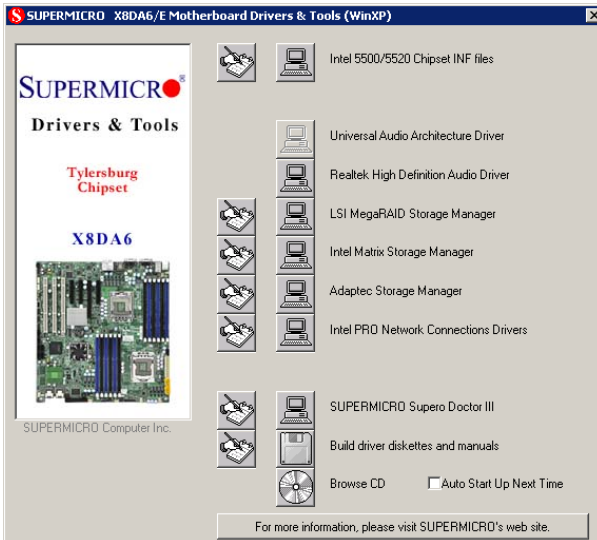 S SUPERMICRO X8DA6/E Motherboard Drivers & Tools (WinXP)
SUPERMICRO®
Drivers & Tools
Tylersburg
Chipset
X8DA6
SUPERMICRO Computer Inc.
Intel 5500/5520 Chipset INF files
Universal Audio Architecture Driver
Realtek High Definition Audio Driver
LSI MegaRAID Storage Manager
Intel Matrix Storage Manager
Adaptec Storage Manager
Intel PRO Network Connections Drivers
SUPERMICRO Supero Doctor III
Build driver diskettes and manuals
Browse CD Auto Start Up Next Time
For more information, please visit SUPERMICRO's web site.